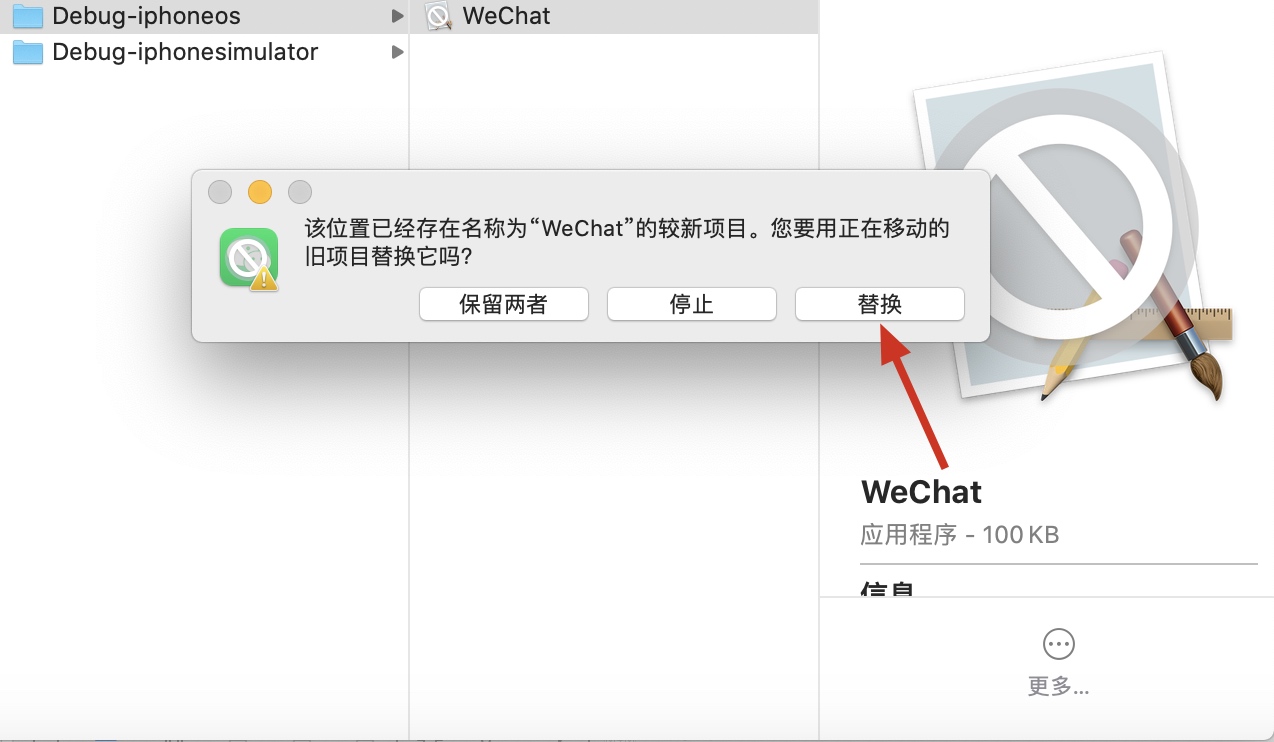 Debug-iphoneos
WeChat
Debug-iphonesimulator
该位置已经存在名称为“WeChat”的较新项目。您要用正在移动的
旧项目替换它吗?
保留两者
停止
替换
WeChat
应用程序 - 100 KB
信息
更多...